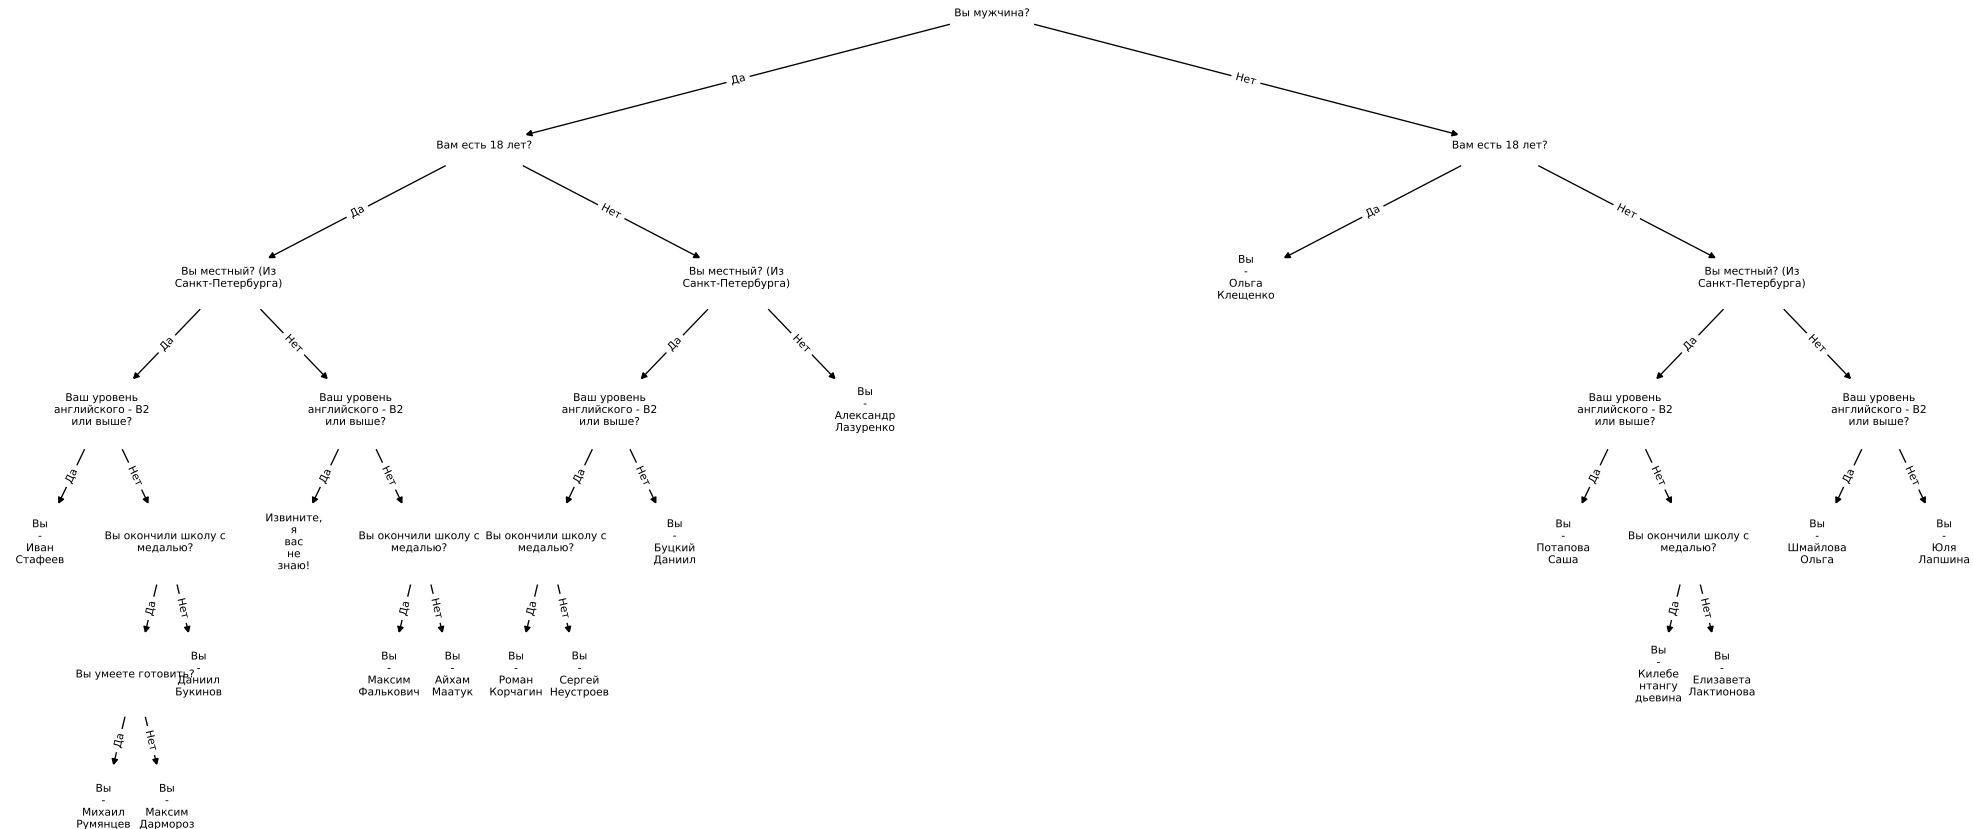 Вы мужчина?
Да
Нет
Вам есть 18 лет?
Вам есть 18 лет?
Да
Нет
Да
Нет
Вы местный? (Из
Санкт-Петербурга)
Вы местный? (Из
Санкт-Петербурга)
Вы
-
Ольга
Клещенко
Вы местный? (Из
Санкт-Петербурга)
Да
Нет
Да
Нет
Да
Нет
Ваш уровень
английского - B2
или выше?
Ваш уровень
английского - B2
или выше?
Ваш уровень
английского - B2
или выше?
Вы
-
Александр
Лазуренко
Ваш уровень
английского - B2
или выше?
Ваш уровень
английского - B2
или выше?
Да
Нет
Да
Нет
Да
Нет
Да
Нет
Да
Нет
Вы
-
Иван
Стафеев
Вы окончили школу с
медалью?
Извините,
я
вас
не
знаю!
Вы окончили школу с
медалью?
Вы окончили школу с
медалью?
Вы
-
Буцкий
Даниил
Вы
-
Потапова
Саша
Вы окончили школу с
медалью?
Вы
-
Шмайлова
Ольга
Вы
-
Юля
Лапшина
Да
Нет
Да
Нет
Да
Нет
Да
Нет
Вы умеете готовить?
Вы
-
Даниил
Букинов
Вы
-
Максим
Фалькович
Вы
-
Айхам
Маатук
Вы
-
Роман
Корчагин
Вы
-
Сергей
Неустроев
Вы
-
Килебе
нтангу
дьевина
Вы
-
Елизавета
Лактионова
Да
Нет
Вы
-
Михаил
Румянцев
Вы
-
Максим
Дармороз